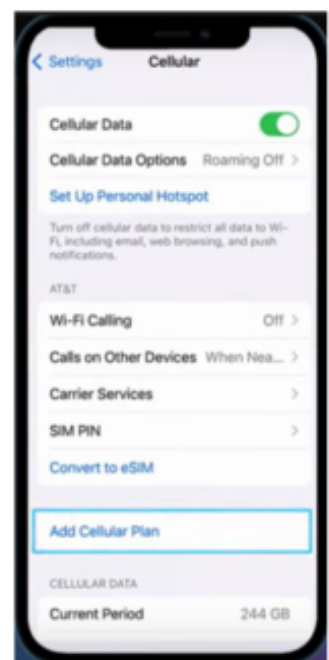 Settings Cellular
Cellular Data
Cellular Data Options Roaming Off
Set Up Personal Hotspot
Turn off cellular data to restrict all data to Wi-
Fi, including email, web browsing, and push
notifications.
AT&T
Wi-Fi Calling Off
Calls on Other Devices When Nea...
Carrier Services
SIM PIN
Convert to eSIM
Add Cellular Plan
CELLULAR DATA
Current Period 244 GB